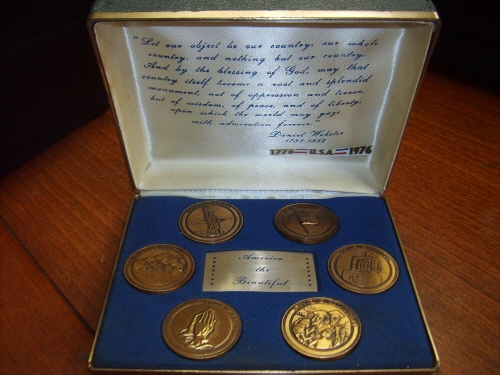 "Let our object be our country, our whole
country, and nothing but our country.
And by the blessing of God, may that
country itself become a vast and splendid
monument, not of oppression and terror,
but of wisdom, of peace, and of liberty,
upon which the world may gaze
with admiration forever."
Daniel Webster
1782-1852
1776 U.S.A. 1976
America
the
Beautiful